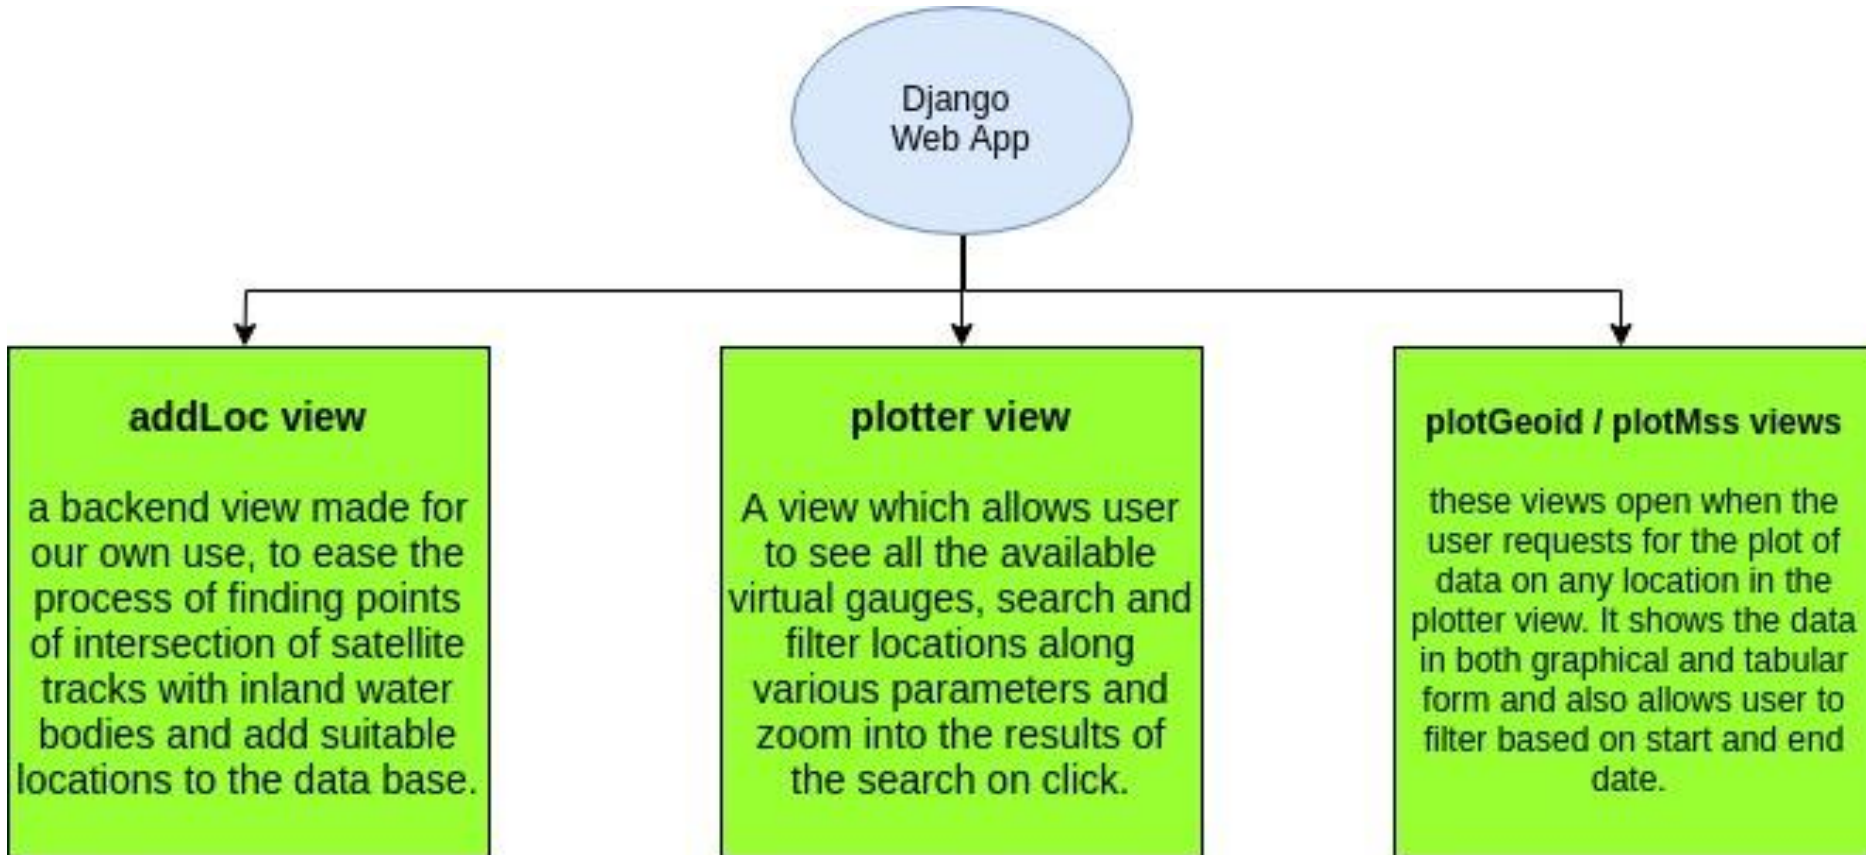 Django
Web App
addLoc view
a backend view made for
our own use, to ease the
process of finding points
of intersection of satellite
tracks with inland water
bodies and add suitable
locations to the data base.
plotter view
A view which allows user
to see all the available
virtual gauges, search and
filter locations along
various parameters and
zoom into the results of
the search on click.
plotGeoid / plotMss views
these views open when the
user requests for the plot of
data on any location in the
plotter view. It shows the data
in both graphical and tabular
form and also allows user to
filter based on start and end
date.